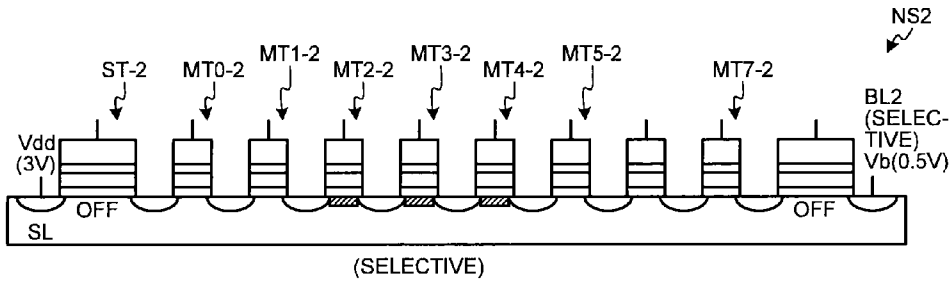 NS2
ST-2
MT0-2
MT1-2
MT2-2
MT3-2
MT4-2
MT5-2
MT7-2
Vdd
(3V)
BL2
(SELEC-
TIVE)
Vb(0.5V)
OFF
OFF
SL
(SELECTIVE)